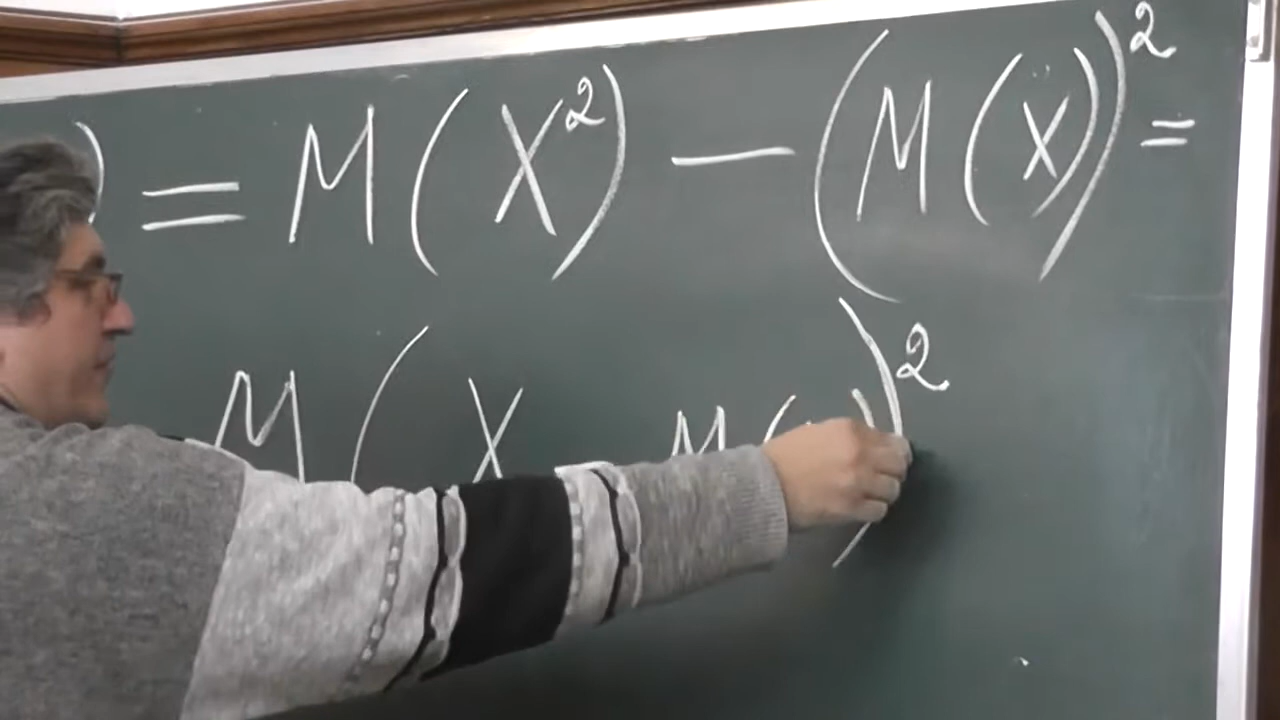 ) = M(X²) — (M(X))² =
M(X M( ))²